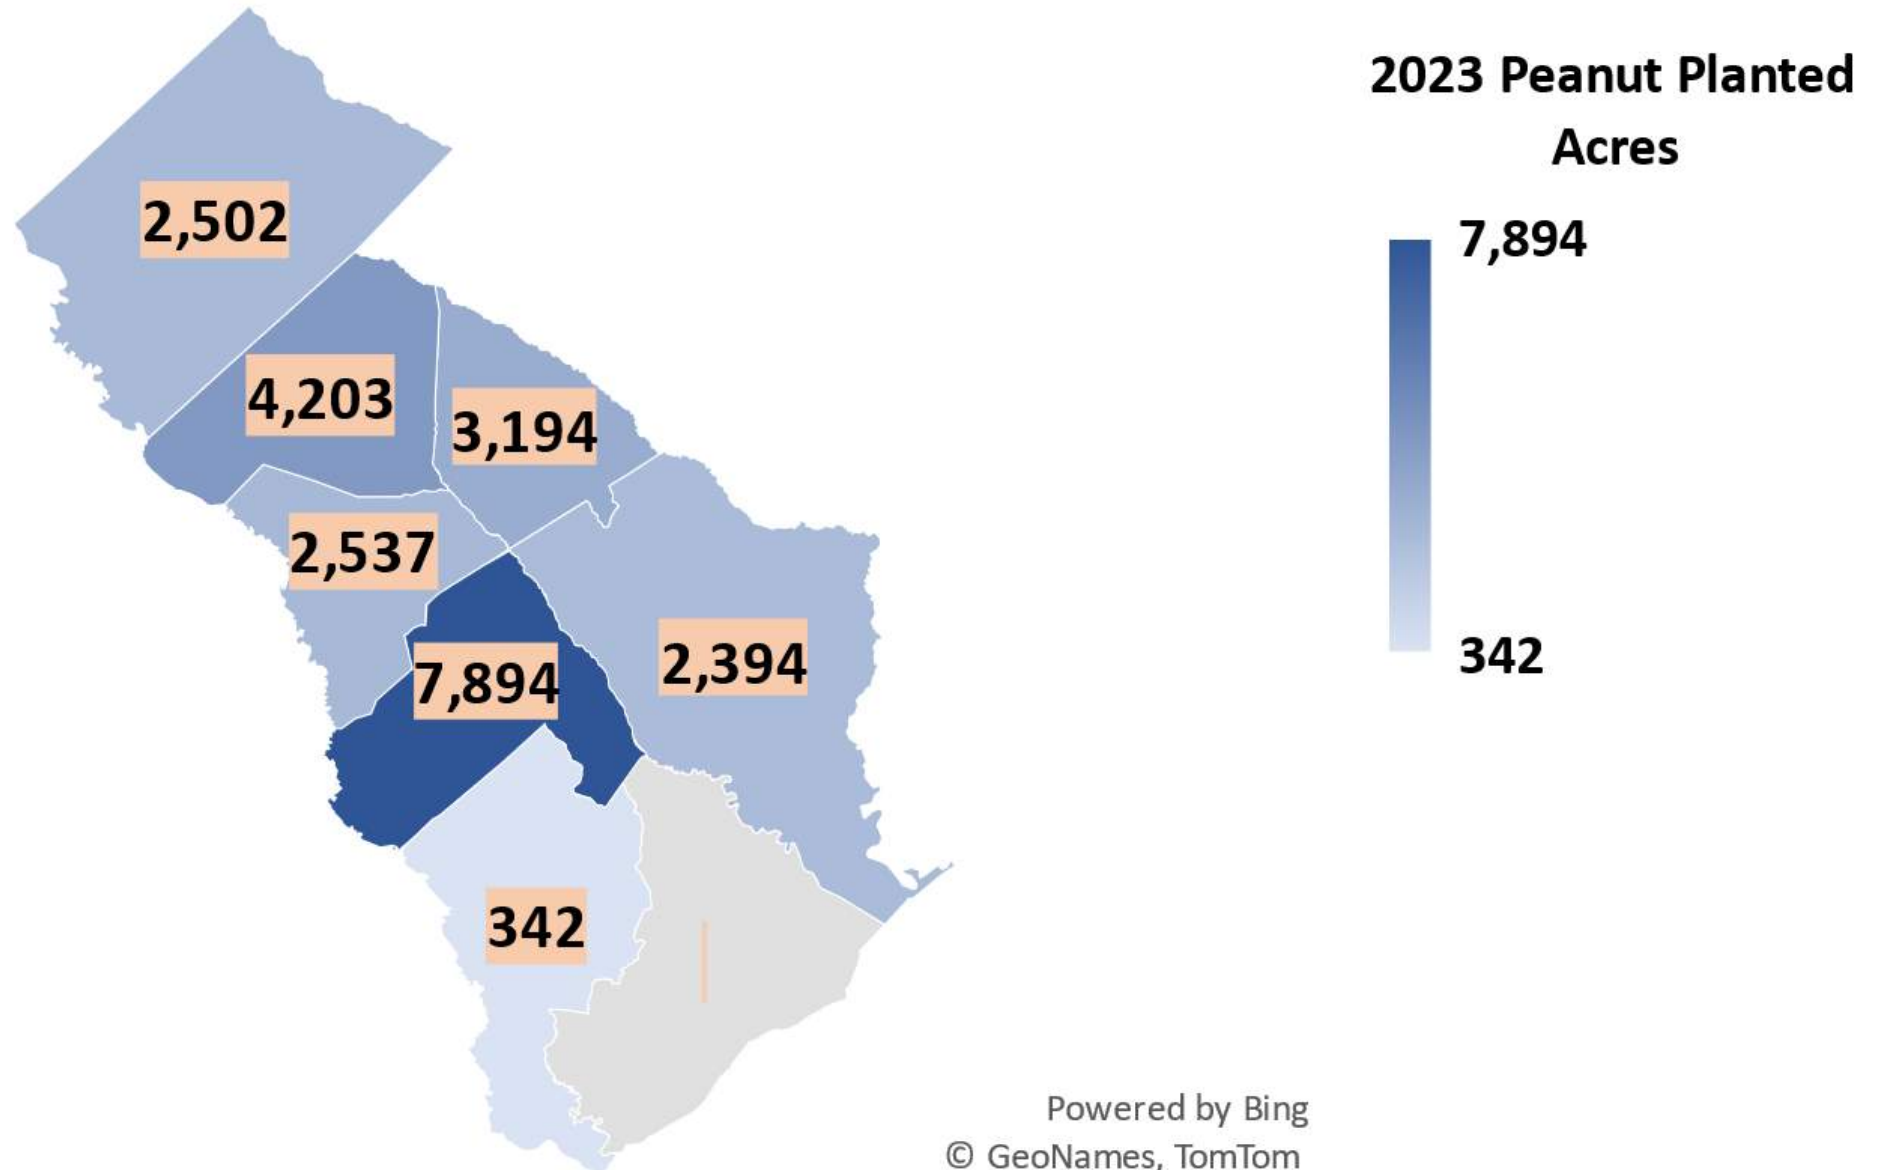 2023 Peanut Planted
Acres
7,894
342
2,502
4,203
3,194
2,537
7,894
2,394
342
Powered by Bing
© GeoNames, TomTom